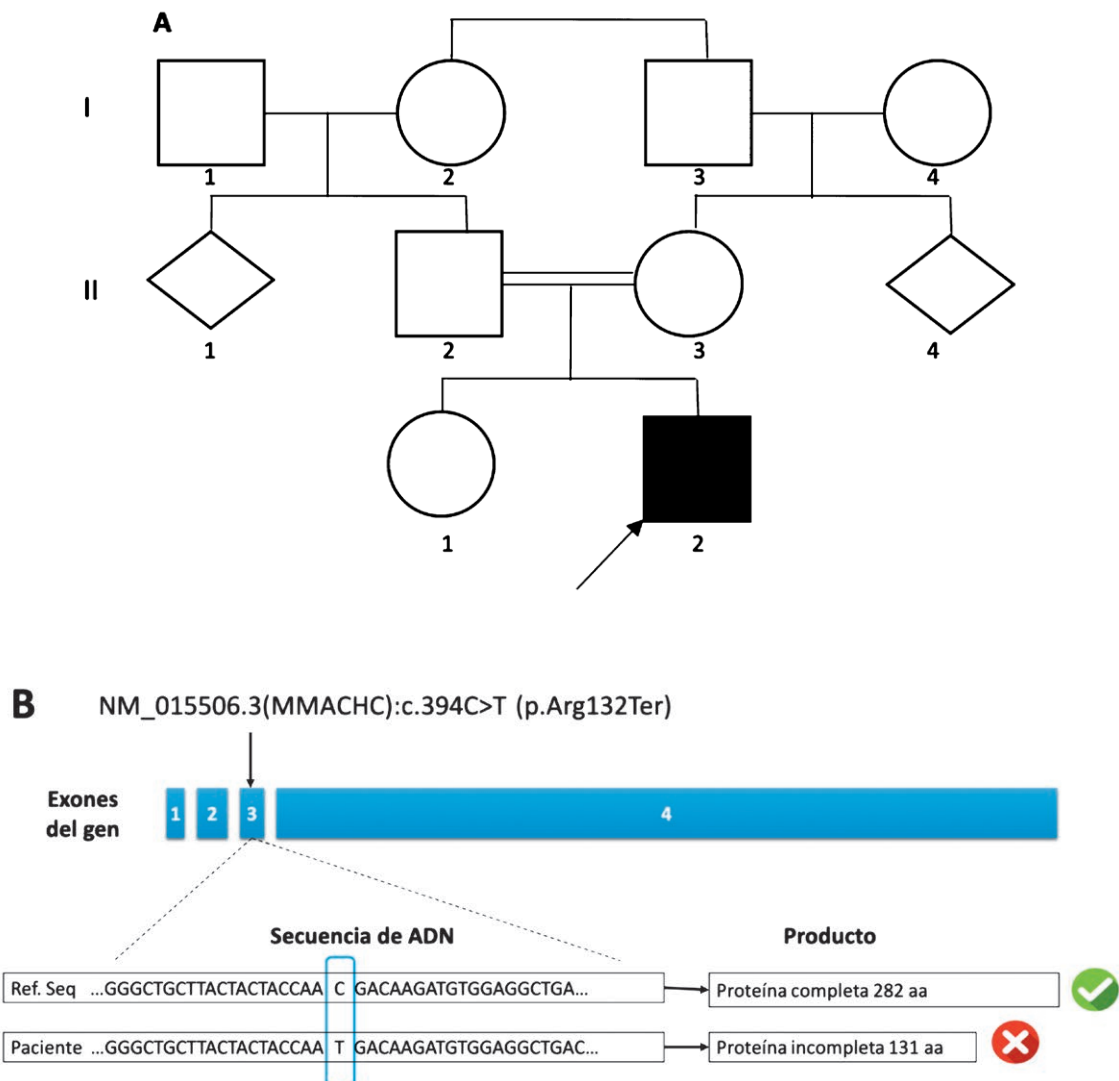 A
I
1 2 3 4
II
1 2 3 4
1 2
B NM_015506.3(MMACHC):c.394C>T (p.Arg132Ter)
Exones
del gen
1 2 3 4
Secuencia de ADN Producto
Ref. Seq ...GGGCTGCTTACTACTACCAA C GACAAGATGTGGAGGCTGA... Proteína completa 282 aa
Paciente ...GGGCTGCTTACTACTACCAA T GACAAGATGTGGAGGCTGAC... Proteína incompleta 131 aa